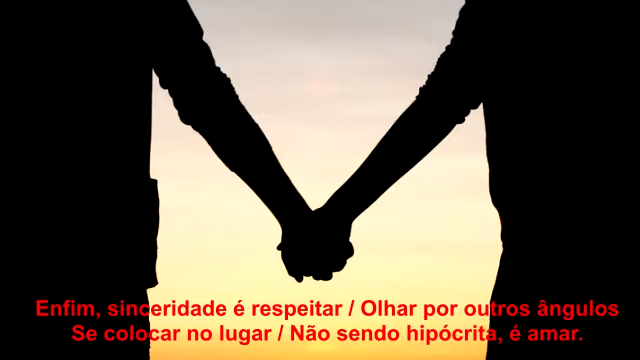 Enfim, sinceridade é respeitar / Olhar por outros ângulos
Se colocar no lugar / Não sendo hipócrita, é amar.